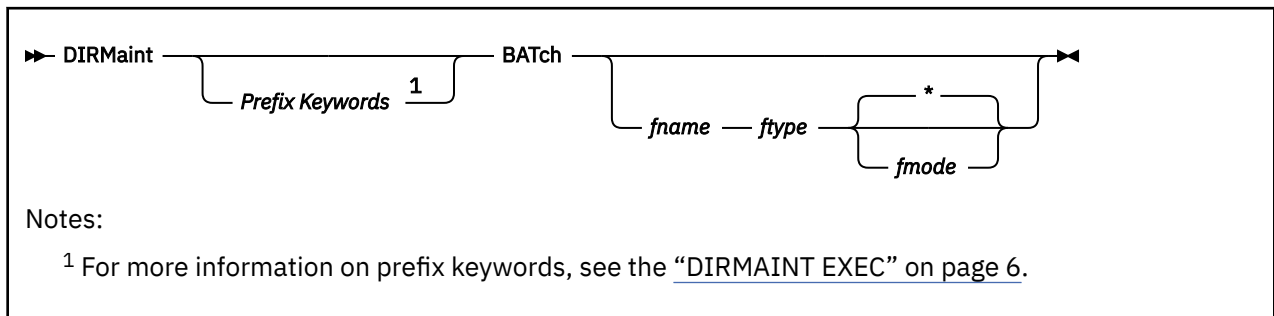 DIRMaint Prefix Keywords 1 BATch fname ftype * fmode
Notes:
1 For more information on prefix keywords, see the “DIRMAINT EXEC” on page 6.